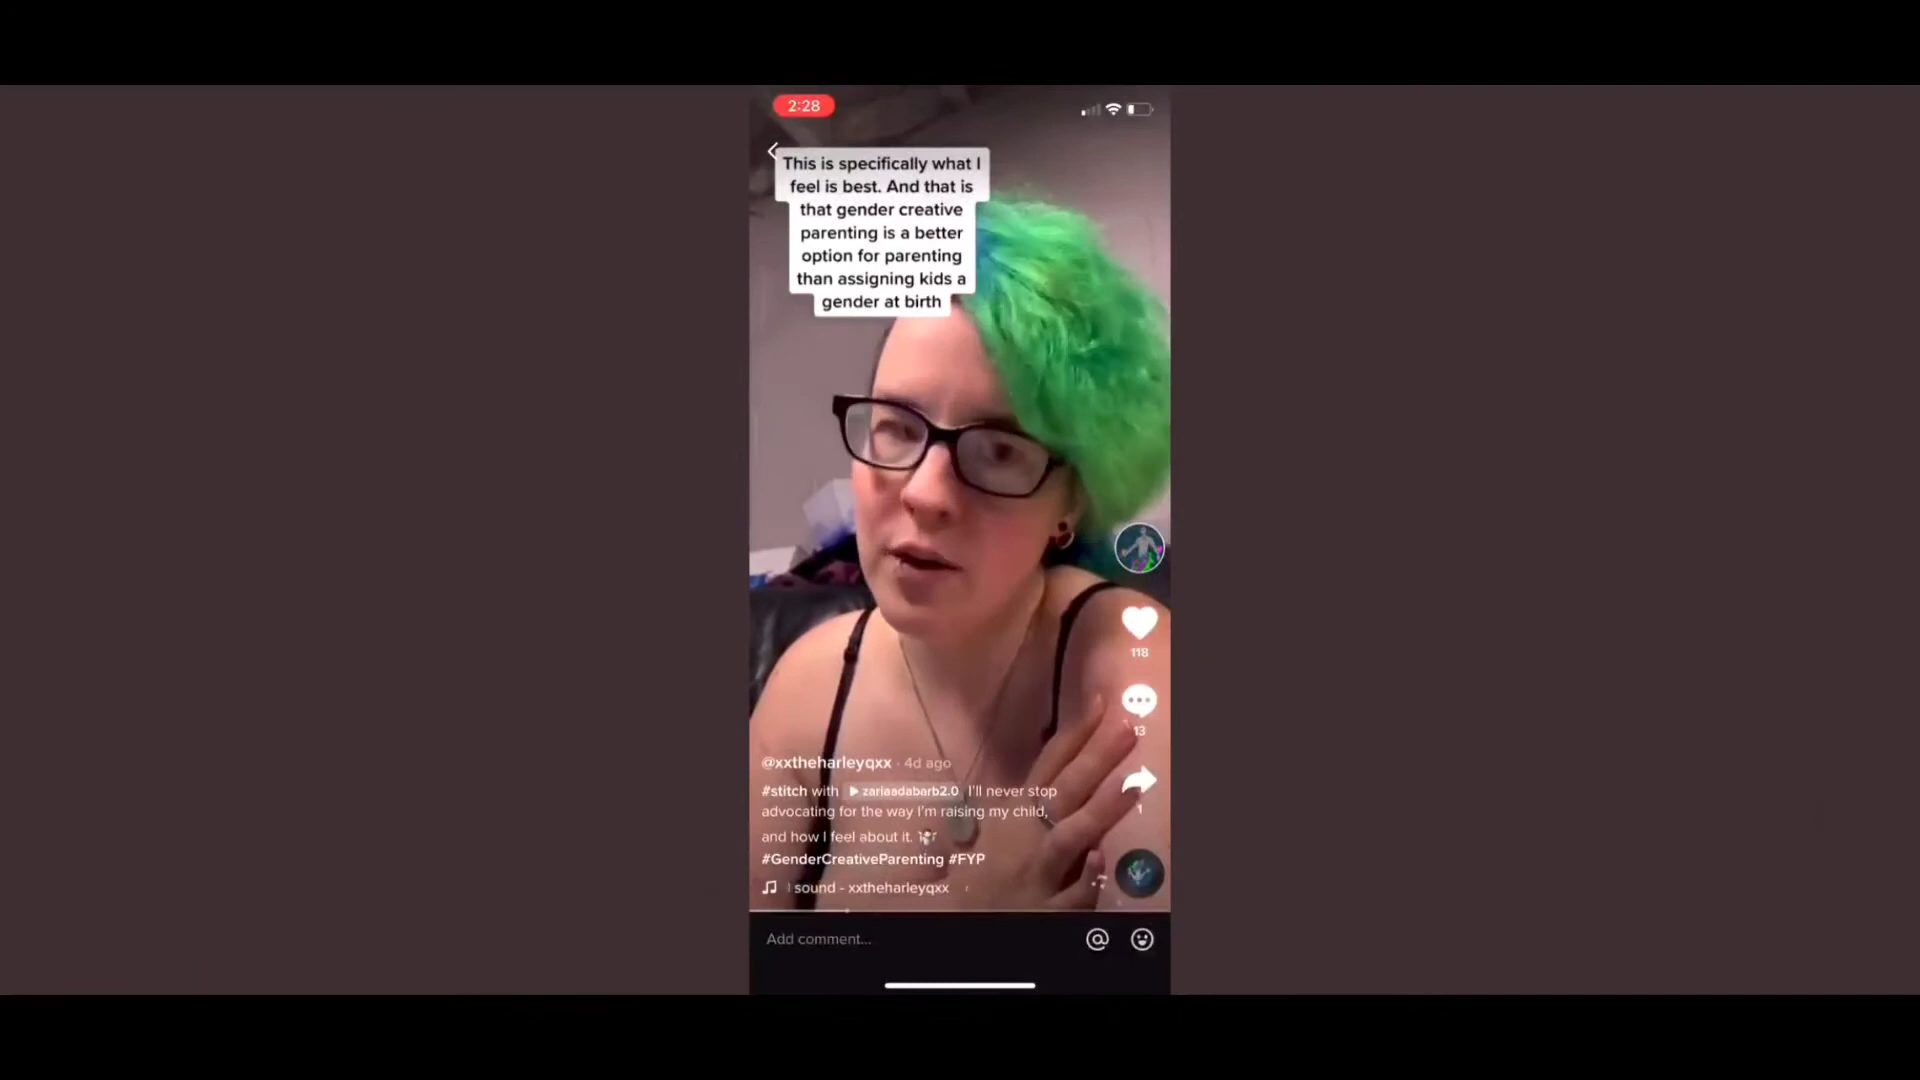 2:28
This is specifically what I
feel is best. And that is
that gender creative
parenting is a better
option for parenting
than assigning kids a
gender at birth
118
13
@xxtheharleyqxx · 4d ago
#stitch with ▶ zariaadabarb2.0 I'll never stop
advocating for the way I'm raising my child,
and how I feel about it.
#GenderCreativeParenting #FYP
1
l sound - xxtheharleyqxx
Add comment...